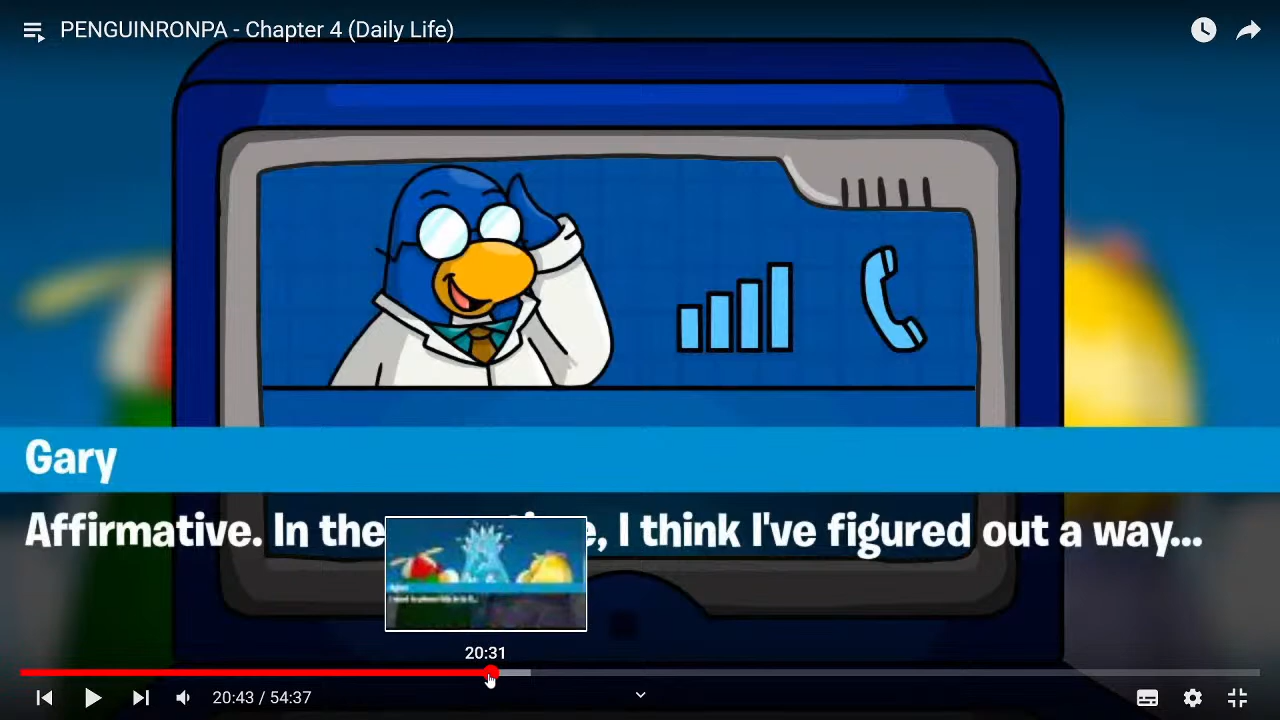 PENGUINRONPA - Chapter 4 (Daily Life)
Gary
Affirmative. In the e, I think I've figured out a way...
20:31
20:43 / 54:37